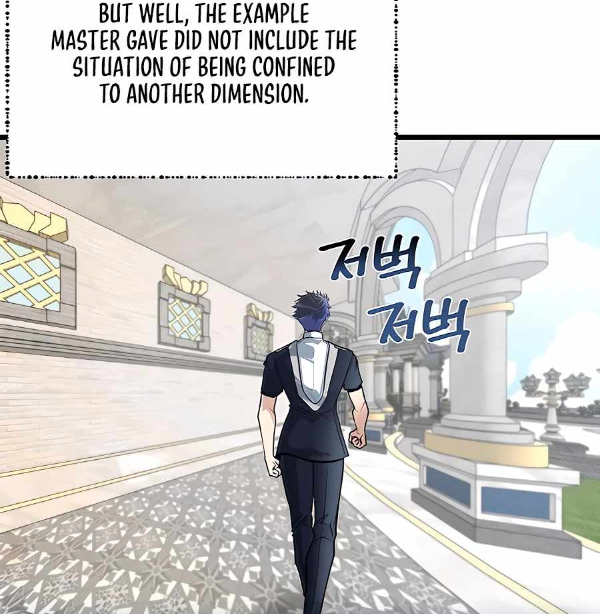 BUT WELL, THE EXAMPLE
MASTER GAVE DID NOT INCLUDE THE
SITUATION OF BEING CONFINED
TO ANOTHER DIMENSION.
저벅
저벅